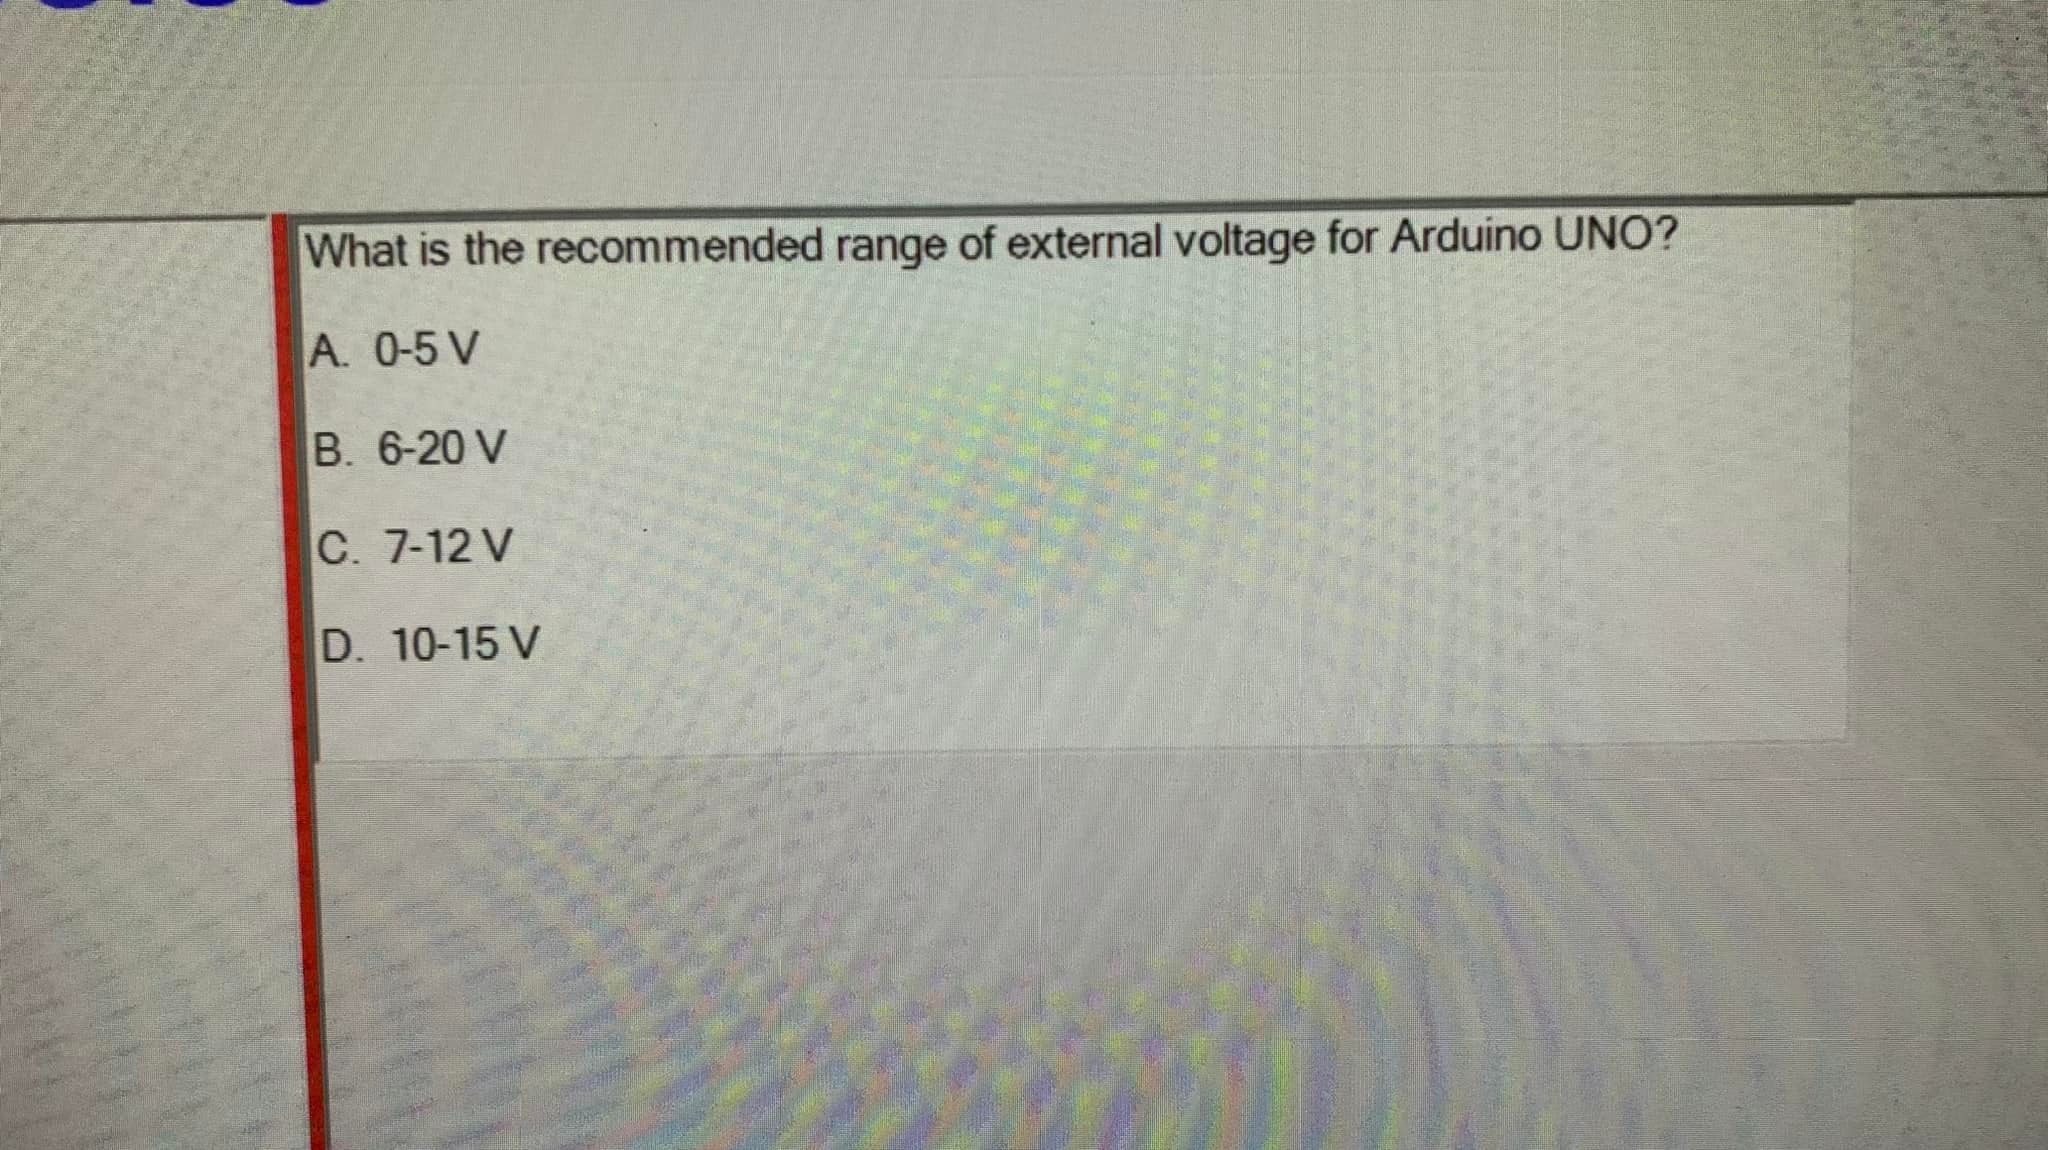 What is the recommended range of external voltage for Arduino UNO?
A. 0-5 V
B. 6-20 V
C. 7-12 V
D. 10-15 V